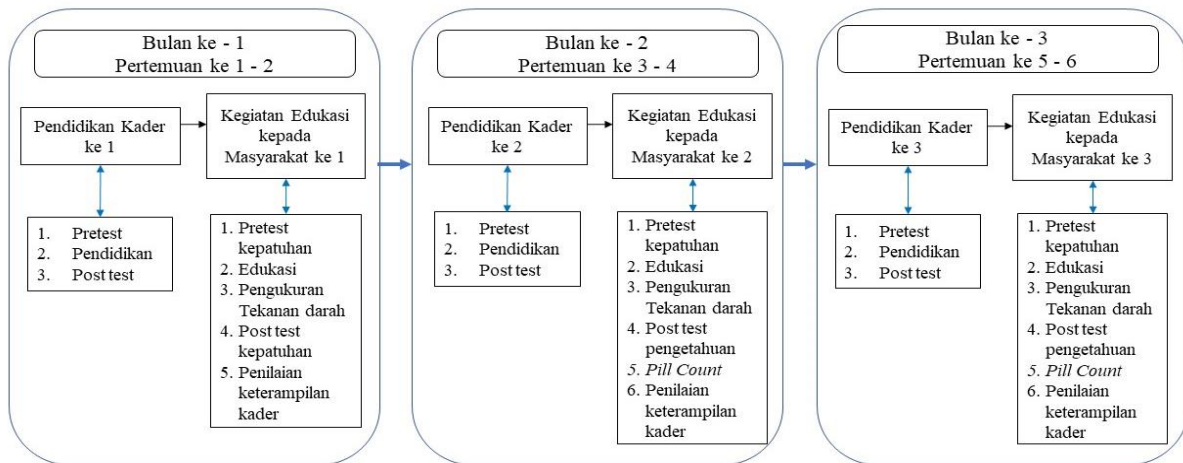 Bulan ke - 1
Pertemuan ke 1 - 2
Pendidikan Kader
ke 1
Kegiatan Edukasi
kepada
Masyarakat ke 1
1. Pretest
2. Pendidikan
3. Post test
1. Pretest
kepatuhan
2. Edukasi
3. Pengukuran
Tekanan darah
4. Post test
kepatuhan
5. Penilaian
keterampilan
kader
Bulan ke - 2
Pertemuan ke 3 - 4
Pendidikan Kader
ke 2
Kegiatan Edukasi
kepada
Masyarakat ke 2
1. Pretest
2. Pendidikan
3. Post test
1. Pretest
kepatuhan
2. Edukasi
3. Pengukuran
Tekanan darah
4. Post test
pengetahuan
5. Pill Count
6. Penilaian
keterampilan
kader
Bulan ke - 3
Pertemuan ke 5 - 6
Pendidikan Kader
ke 3
Kegiatan Edukasi
kepada
Masyarakat ke 3
1. Pretest
2. Pendidikan
3. Post test
1. Pretest
kepatuhan
2. Edukasi
3. Pengukuran
Tekanan darah
4. Post test
pengetahuan
5. Pill Count
6. Penilaian
keterampilan
kader